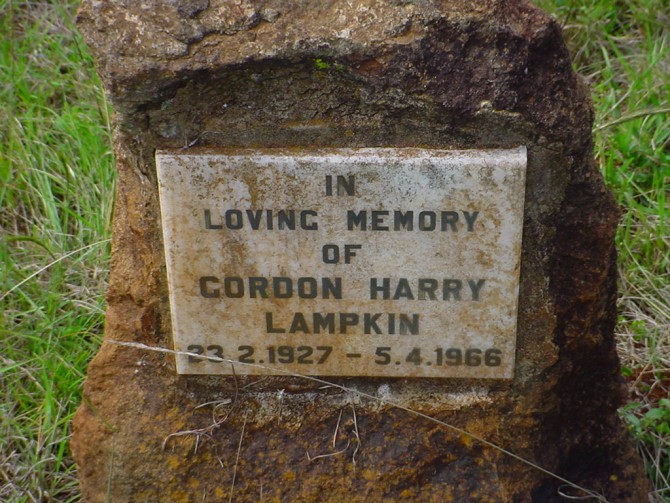 IN
LOVING MEMORY
OF
GORDON HARRY
LAMPKIN
23.2.1927 - 5.4.1966